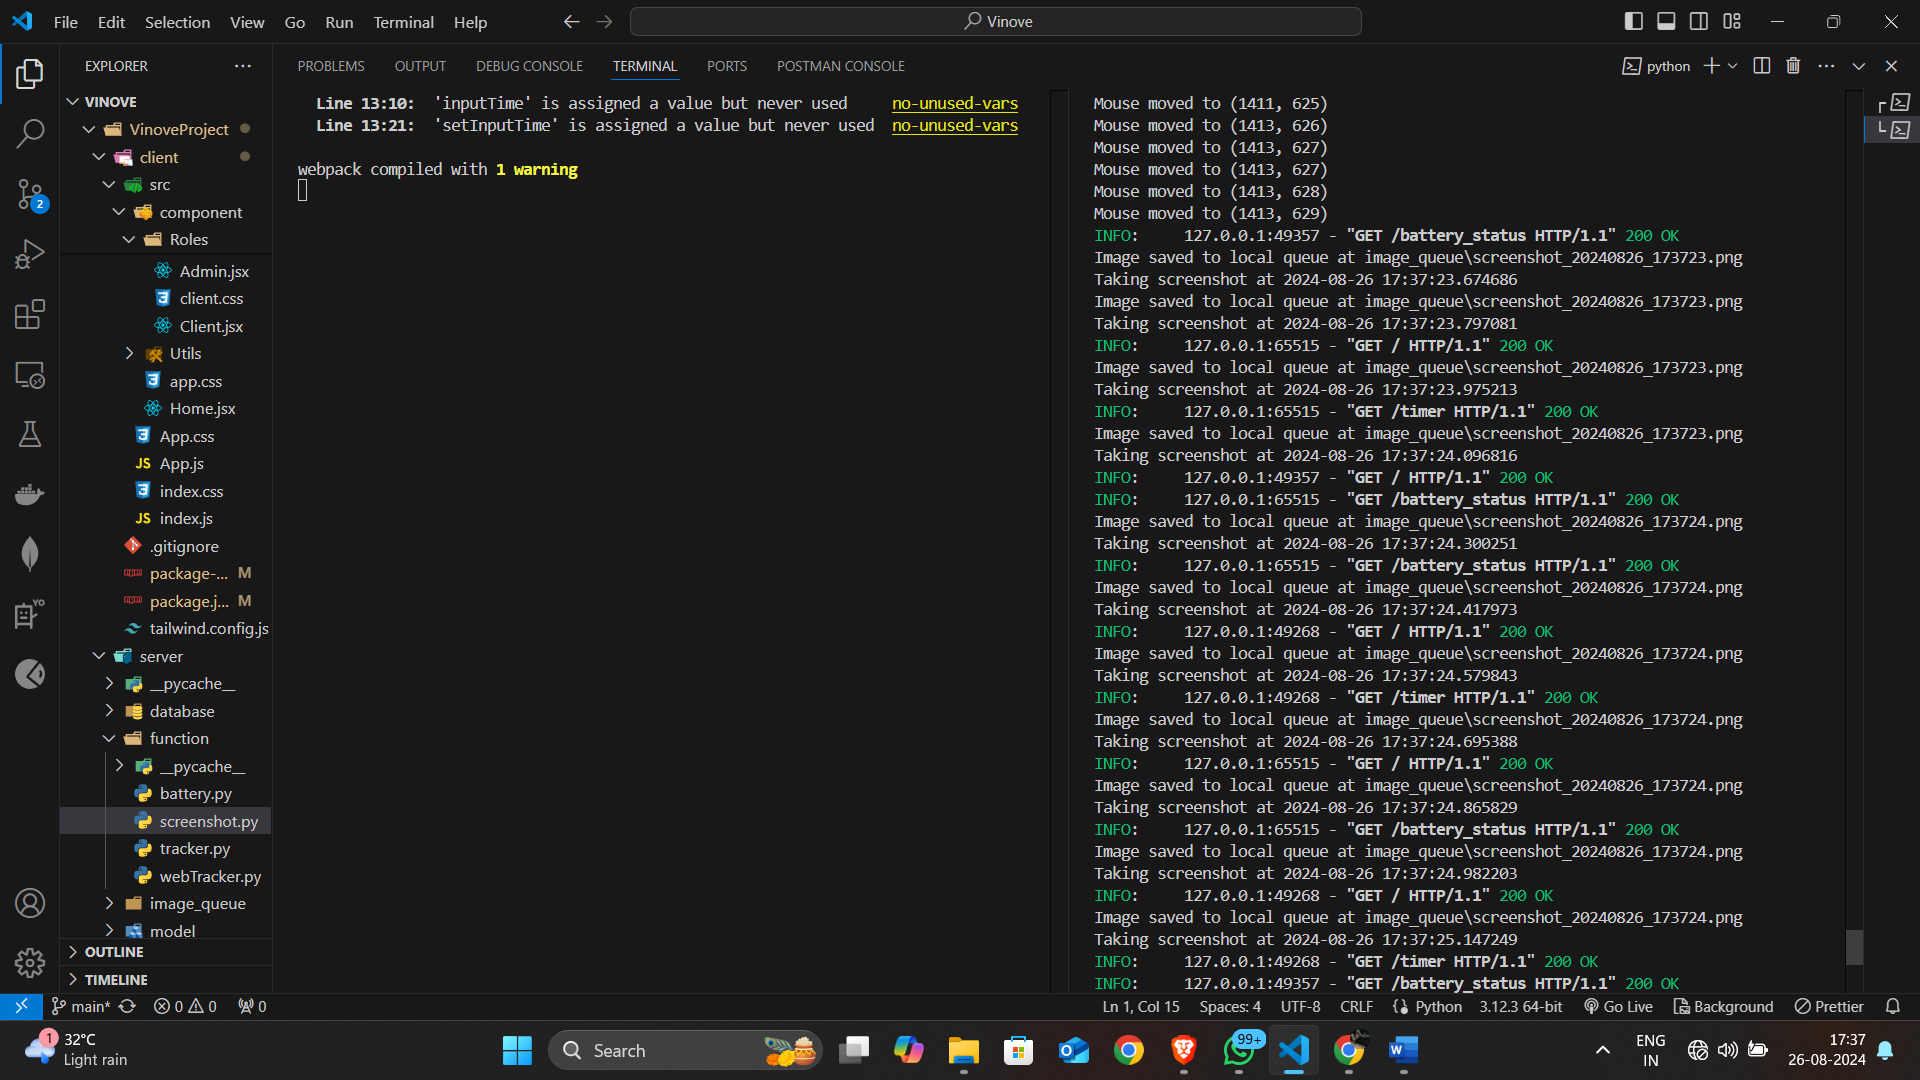 File Edit Selection View Go Run Terminal Help
Vinove
EXPLORER
VINOVE
VinoveProject
client
src
component
Roles
Admin.jsx
client.css
Client.jsx
Utils
app.css
Home.jsx
App.css
JS App.js
index.css
JS index.js
.gitignore
package-... M
package.j... M
tailwind.config.js
server
__pycache__
database
function
__pycache__
battery.py
screenshot.py
tracker.py
webTracker.py
image_queue
model
OUTLINE
TIMELINE
2
YO
PROBLEMS OUTPUT DEBUG CONSOLE TERMINAL PORTS POSTMAN CONSOLE
python
Line 13:10: 'inputTime' is assigned a value but never used no-unused-vars
Line 13:21: 'setInputTime' is assigned a value but never used no-unused-vars
webpack compiled with 1 warning
Mouse moved to (1411, 625)
Mouse moved to (1413, 626)
Mouse moved to (1413, 627)
Mouse moved to (1413, 627)
Mouse moved to (1413, 628)
Mouse moved to (1413, 629)
INFO: 127.0.0.1:49357 - "GET /battery_status HTTP/1.1" 200 OK
Image saved to local queue at image_queue\screenshot_20240826_173723.png
Taking screenshot at 2024-08-26 17:37:23.674686
Image saved to local queue at image_queue\screenshot_20240826_173723.png
Taking screenshot at 2024-08-26 17:37:23.797081
INFO: 127.0.0.1:65515 - "GET / HTTP/1.1" 200 OK
Image saved to local queue at image_queue\screenshot_20240826_173723.png
Taking screenshot at 2024-08-26 17:37:23.975213
INFO: 127.0.0.1:65515 - "GET /timer HTTP/1.1" 200 OK
Image saved to local queue at image_queue\screenshot_20240826_173723.png
Taking screenshot at 2024-08-26 17:37:24.096816
INFO: 127.0.0.1:49357 - "GET / HTTP/1.1" 200 OK
INFO: 127.0.0.1:65515 - "GET /battery_status HTTP/1.1" 200 OK
Image saved to local queue at image_queue\screenshot_20240826_173724.png
Taking screenshot at 2024-08-26 17:37:24.300251
INFO: 127.0.0.1:65515 - "GET /battery_status HTTP/1.1" 200 OK
Image saved to local queue at image_queue\screenshot_20240826_173724.png
Taking screenshot at 2024-08-26 17:37:24.417973
INFO: 127.0.0.1:49268 - "GET / HTTP/1.1" 200 OK
Image saved to local queue at image_queue\screenshot_20240826_173724.png
Taking screenshot at 2024-08-26 17:37:24.579843
INFO: 127.0.0.1:49268 - "GET /timer HTTP/1.1" 200 OK
Image saved to local queue at image_queue\screenshot_20240826_173724.png
Taking screenshot at 2024-08-26 17:37:24.695388
INFO: 127.0.0.1:65515 - "GET / HTTP/1.1" 200 OK
Image saved to local queue at image_queue\screenshot_20240826_173724.png
Taking screenshot at 2024-08-26 17:37:24.865829
INFO: 127.0.0.1:65515 - "GET /battery_status HTTP/1.1" 200 OK
Image saved to local queue at image_queue\screenshot_20240826_173724.png
Taking screenshot at 2024-08-26 17:37:24.982203
INFO: 127.0.0.1:49268 - "GET / HTTP/1.1" 200 OK
Image saved to local queue at image_queue\screenshot_20240826_173724.png
Taking screenshot at 2024-08-26 17:37:25.147249
INFO: 127.0.0.1:49268 - "GET /timer HTTP/1.1" 200 OK
INFO: 127.0.0.1:49357 - "GET /battery_status HTTP/1.1" 200 OK
main* 0 0 0
Ln 1, Col 15 Spaces: 4 UTF-8 CRLF Python 3.12.3 64-bit Go Live Background Prettier
1
32°C
Light rain
Search
99+
ENG
IN
17:37
26-08-2024